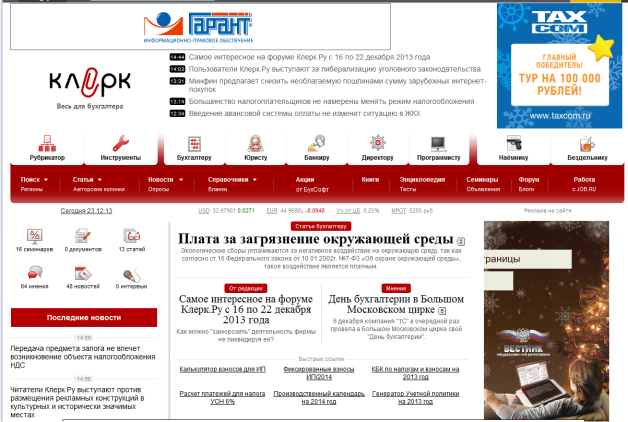 ГАРАНТ
ИНФОРМАЦИОННО-ПРАВОВОЕ ОБЕСПЕЧЕНИЕ
TAXCOM
ГЛАВНЫЙ
ПОБЕДИТЕЛЬ!
ТУР НА 100 000
РУБЛЕЙ!
www.taxcom.ru
КЛЕРК
Весь для бухгалтера
14:44 Самое интересное на форуме Клерк.Ру с 16 по 22 декабря 2013 года
14:03 Пользователи Клерк.Ру выступают за либерализацию уголовного законодательства
13:31 Минфин предлагает снизить необлагаемую пошлинами сумму зарубежных интернет-
покупок
13:14 Большинство налогоплательщиков не намерены менять режим налогообложения
12:34 Введение авансовой системы оплаты не изменит ситуацию в ЖКХ
Рубрикатор Инструменты Бухгалтеру Юристу Банкиру Директору Программисту Наёмнику Бездельнику
Поиск Статьи Новости Справочники Акции Книги Энциклопедия Семинары Форум Работа
Регионы Авторские колонки Опросы Бланки от БухСофт Тесты Объявления Блоги с JOB.RU
Сегодня 23.12.13 USD: 32.9798↑ 0.0271 EUR: 44.9680↓ -0.0948 Уч.ст.ЦБ: 8.25% МРОТ: 5205 руб. Реклама на сайте
16 семинаров 0 документов 13 статей
64 мнения 48 новостей 0 интервью
Последние новости
14:59
Передача предмета залога не влечет
возникновение объекта налогообложения
НДС
14:56
Читатели Клерк.Ру выступают против
размещения рекламных конструкций в
культурных и исторически значимых
местах
Статьи бухгалтеру
Плата за загрязнение окружающей среды 2
Экологические сборы уплачиваются за негативное воздействие на окружающую среду, так как
согласно ст.16 Федерального закона от 10.01.2002г. №7-ФЗ «Об охране окружающей среды»,
такое воздействие является платным.
От редакции
Самое интересное на форуме
Клерк.Ру с 16 по 22 декабря
2013 года
Как можно "заморозить" деятельность фирмы
не ликвидируя ее?
Мнение
День бухгалтерии в Большом
Московском цирке 5
6 декабря компания "1С" в очередной раз
провела в Большом Московском цирке свой
"День бухгалтерии".
Быстрые ссылки
Калькулятор взносов для ИП Фиксированные взносы
ИП/2014 КБК по налогам и взносам на
2013 год
Расчет платежей для налога
УСН 6% Производственный календарь
на 2014 год Генератор Учетной политики
на 2013 год
границы
ВЕСТНИК